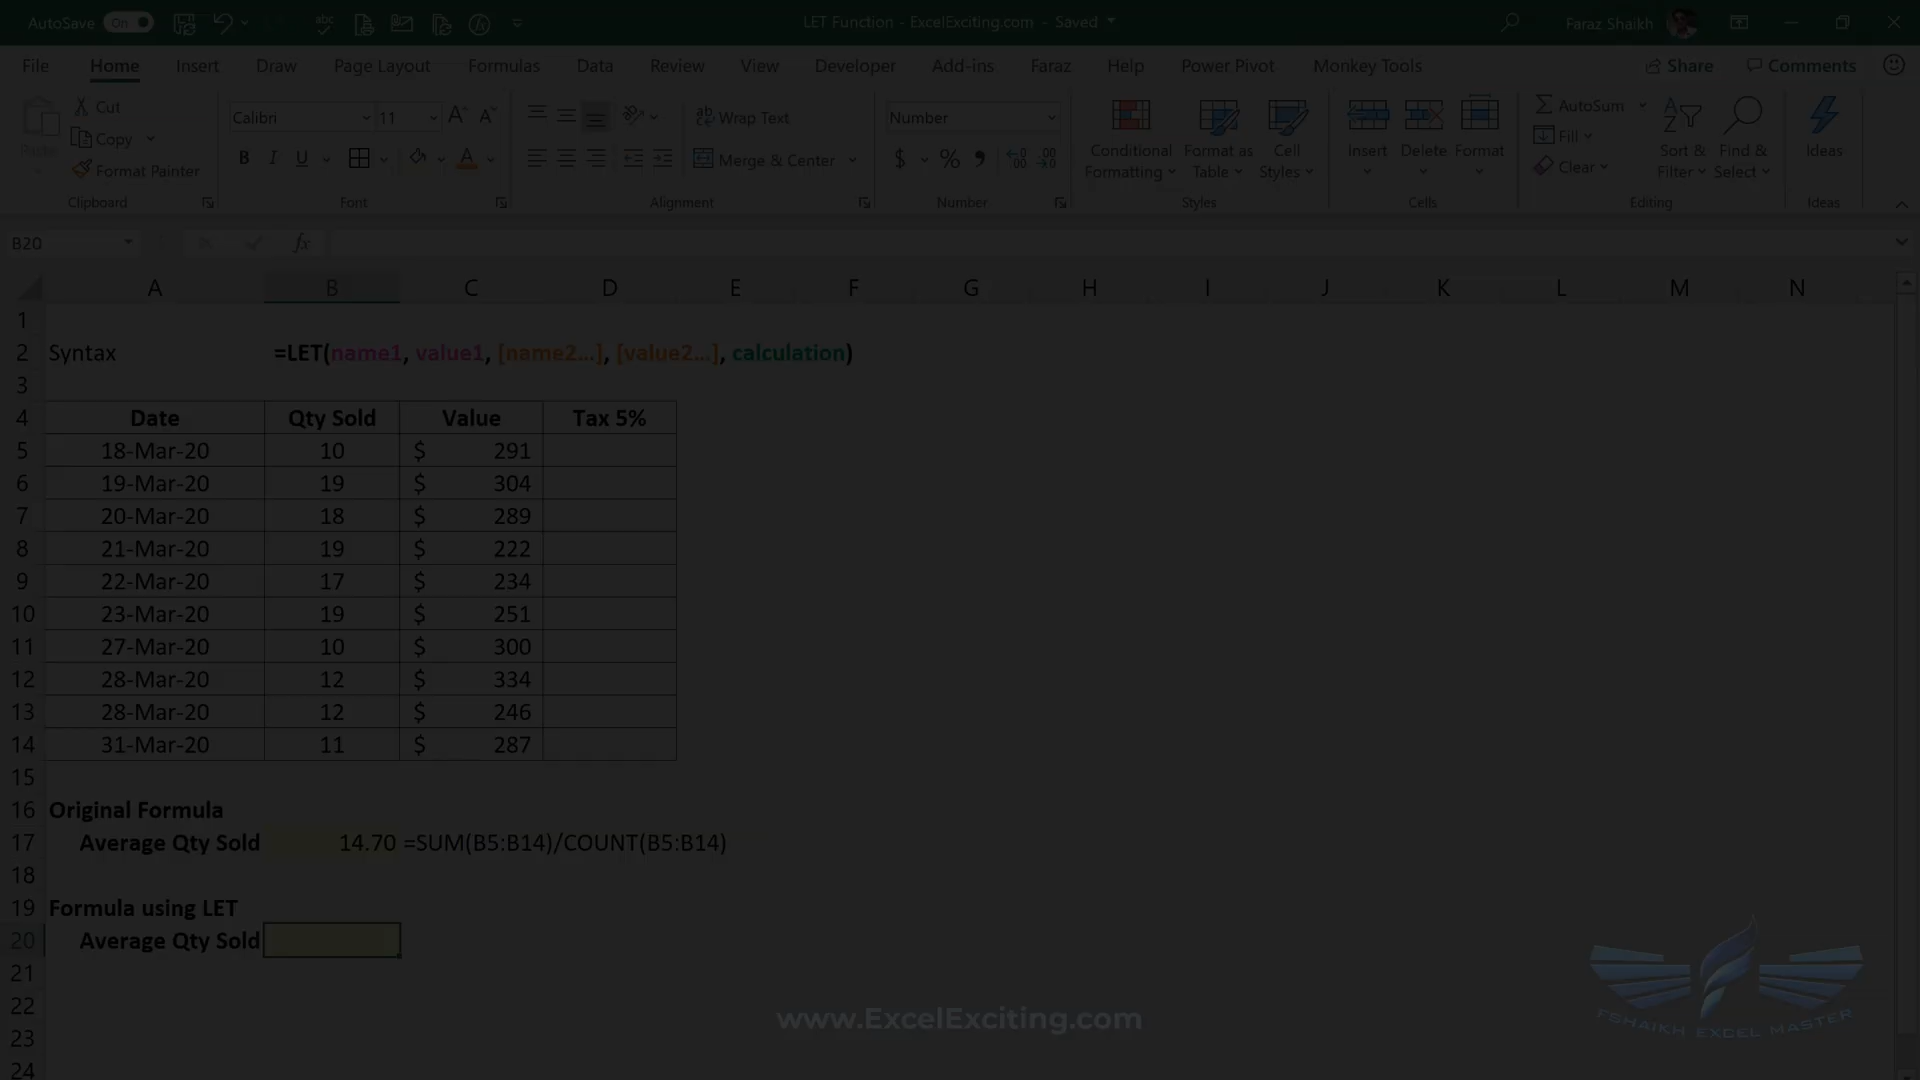 AutoSave On LET Function - ExcelExciting.com - Saved Faraz Shaikh
File Home Insert Draw Page Layout Formulas Data Review View Developer Add-ins Faraz Help Power Pivot Monkey Tools Share Comments
Paste Cut Copy Format Painter Clipboard
Calibri 11 B I U Font
ab Wrap Text Merge & Center Alignment
Number $ % Number
Conditional Formatting Format as Table Cell Styles Styles
Insert Delete Format Cells
AutoSum Fill Clear Sort & Filter Find & Select Editing
Ideas Ideas
B20 fx
A B C D E F G H I J K L M N
1
2 Syntax =LET(name1, value1, [name2...], [value2...], calculation)
3
4 Date Qty Sold Value Tax 5%
5 18-Mar-20 10 $ 291
6 19-Mar-20 19 $ 304
7 20-Mar-20 18 $ 289
8 21-Mar-20 19 $ 222
9 22-Mar-20 17 $ 234
10 23-Mar-20 19 $ 251
11 27-Mar-20 10 $ 300
12 28-Mar-20 12 $ 334
13 28-Mar-20 12 $ 246
14 31-Mar-20 11 $ 287
15
16 Original Formula
17 Average Qty Sold 14.70 =SUM(B5:B14)/COUNT(B5:B14)
18
19 Formula using LET
20 Average Qty Sold
21
22
23
24
www.ExcelExciting.com
FSHAIKH EXCEL MASTER